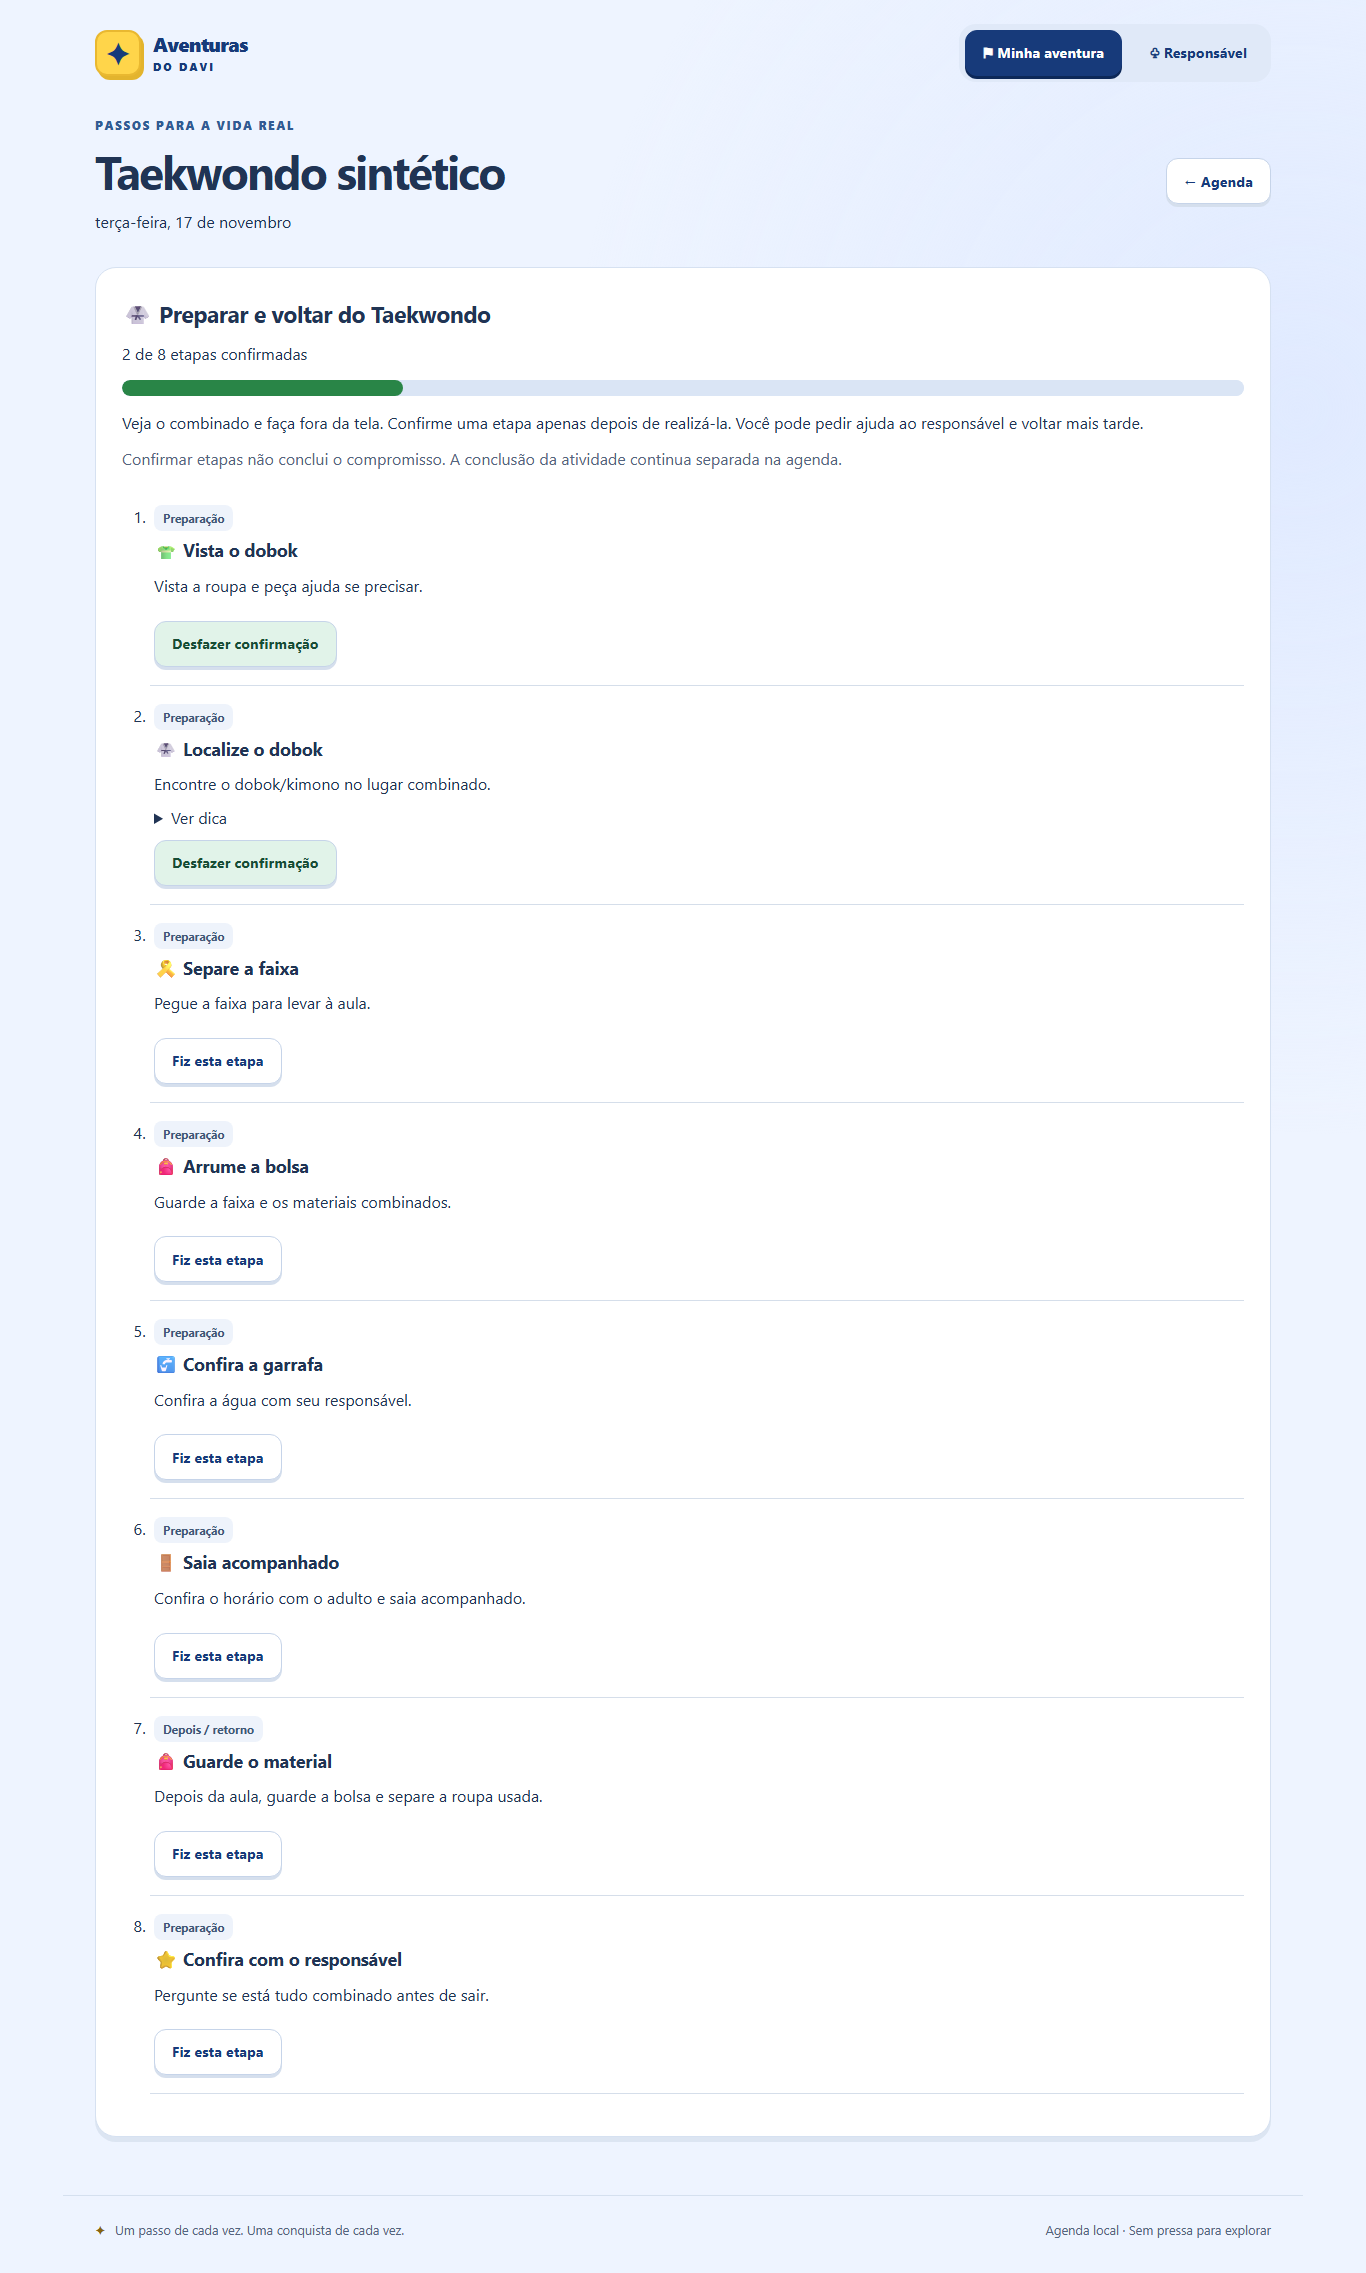 Aventuras
DO DAVI
Minha aventura
Responsável
PASSOS PARA A VIDA REAL
Taekwondo sintético
← Agenda
terça-feira, 17 de novembro
Preparar e voltar do Taekwondo
2 de 8 etapas confirmadas
Veja o combinado e faça fora da tela. Confirme uma etapa apenas depois de realizá-la. Você pode pedir ajuda ao responsável e voltar mais tarde.
Confirmar etapas não conclui o compromisso. A conclusão da atividade continua separada na agenda.
1. Preparação
Vista o dobok
Vista a roupa e peça ajuda se precisar.
Desfazer confirmação
2. Preparação
Localize o dobok
Encontre o dobok/kimono no lugar combinado.
▶ Ver dica
Desfazer confirmação
3. Preparação
Separe a faixa
Pegue a faixa para levar à aula.
Fiz esta etapa
4. Preparação
Arrume a bolsa
Guarde a faixa e os materiais combinados.
Fiz esta etapa
5. Preparação
Confira a garrafa
Confira a água com seu responsável.
Fiz esta etapa
6. Preparação
Saia acompanhado
Confira o horário com o adulto e saia acompanhado.
Fiz esta etapa
7. Depois / retorno
Guarde o material
Depois da aula, guarde a bolsa e separe a roupa usada.
Fiz esta etapa
8. Preparação
Confira com o responsável
Pergunte se está tudo combinado antes de sair.
Fiz esta etapa
Um passo de cada vez. Uma conquista de cada vez.
Agenda local · Sem pressa para explorar